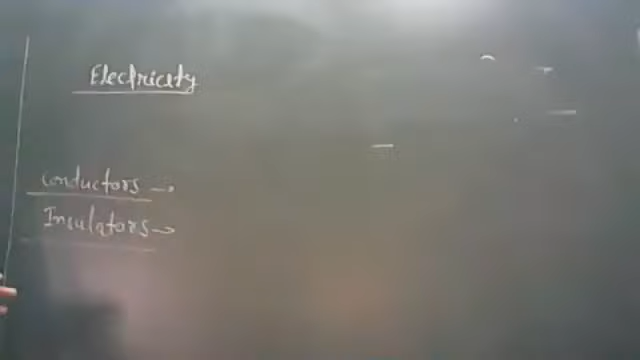 Electricity
Conductors →
Insulators →